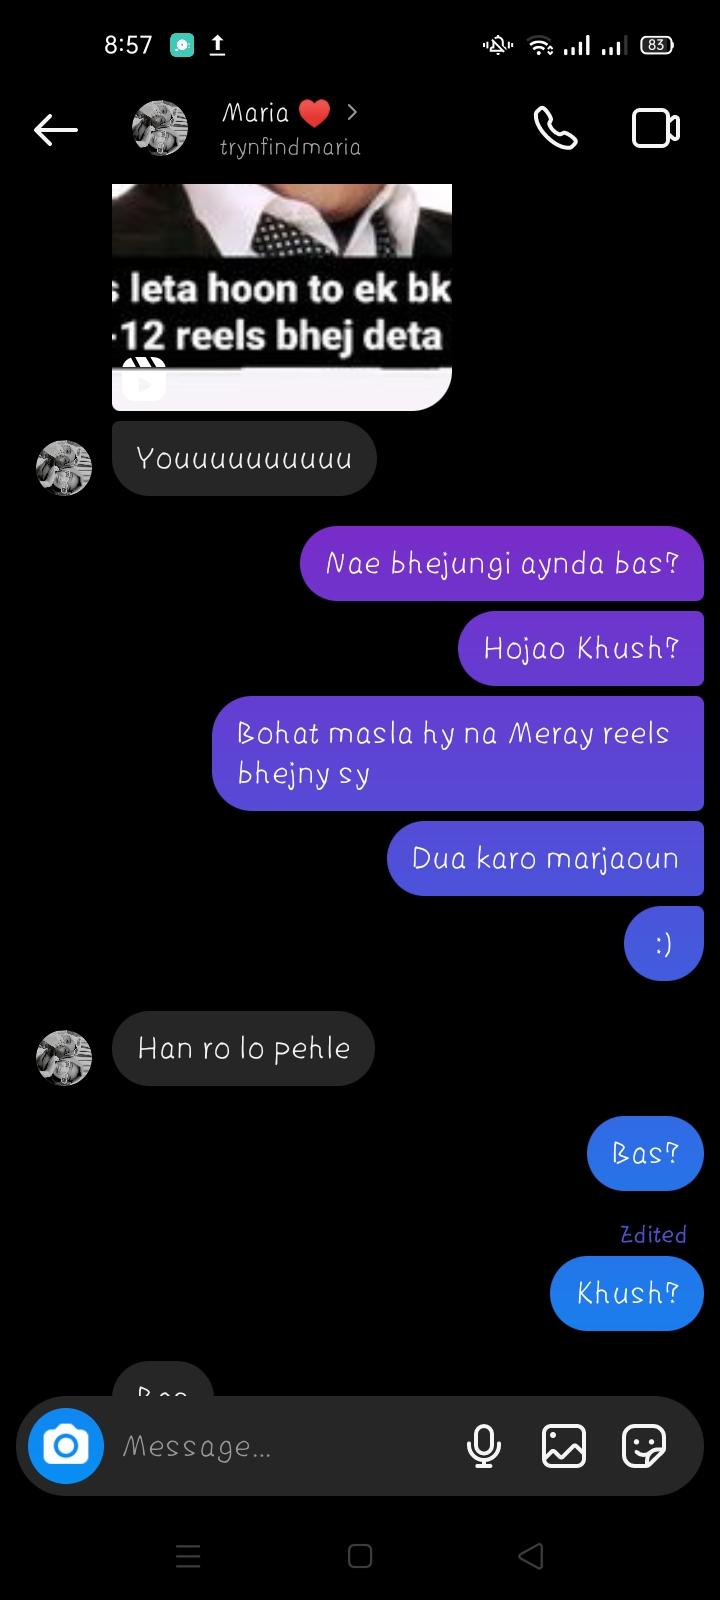 8:57
83
Maria ❤️ >
trynfindmaria
leta hoon to ek bk
-12 reels bhej deta
Youuuuuuuuuu
Nae bhejungi aynda bas?
Hojao Khush?
Bohat masla hy na Meray reels
bhejny sy
Dua karo marjaoun
:)
Han ro lo pehle
Bas?
Edited
Khush?
Message...